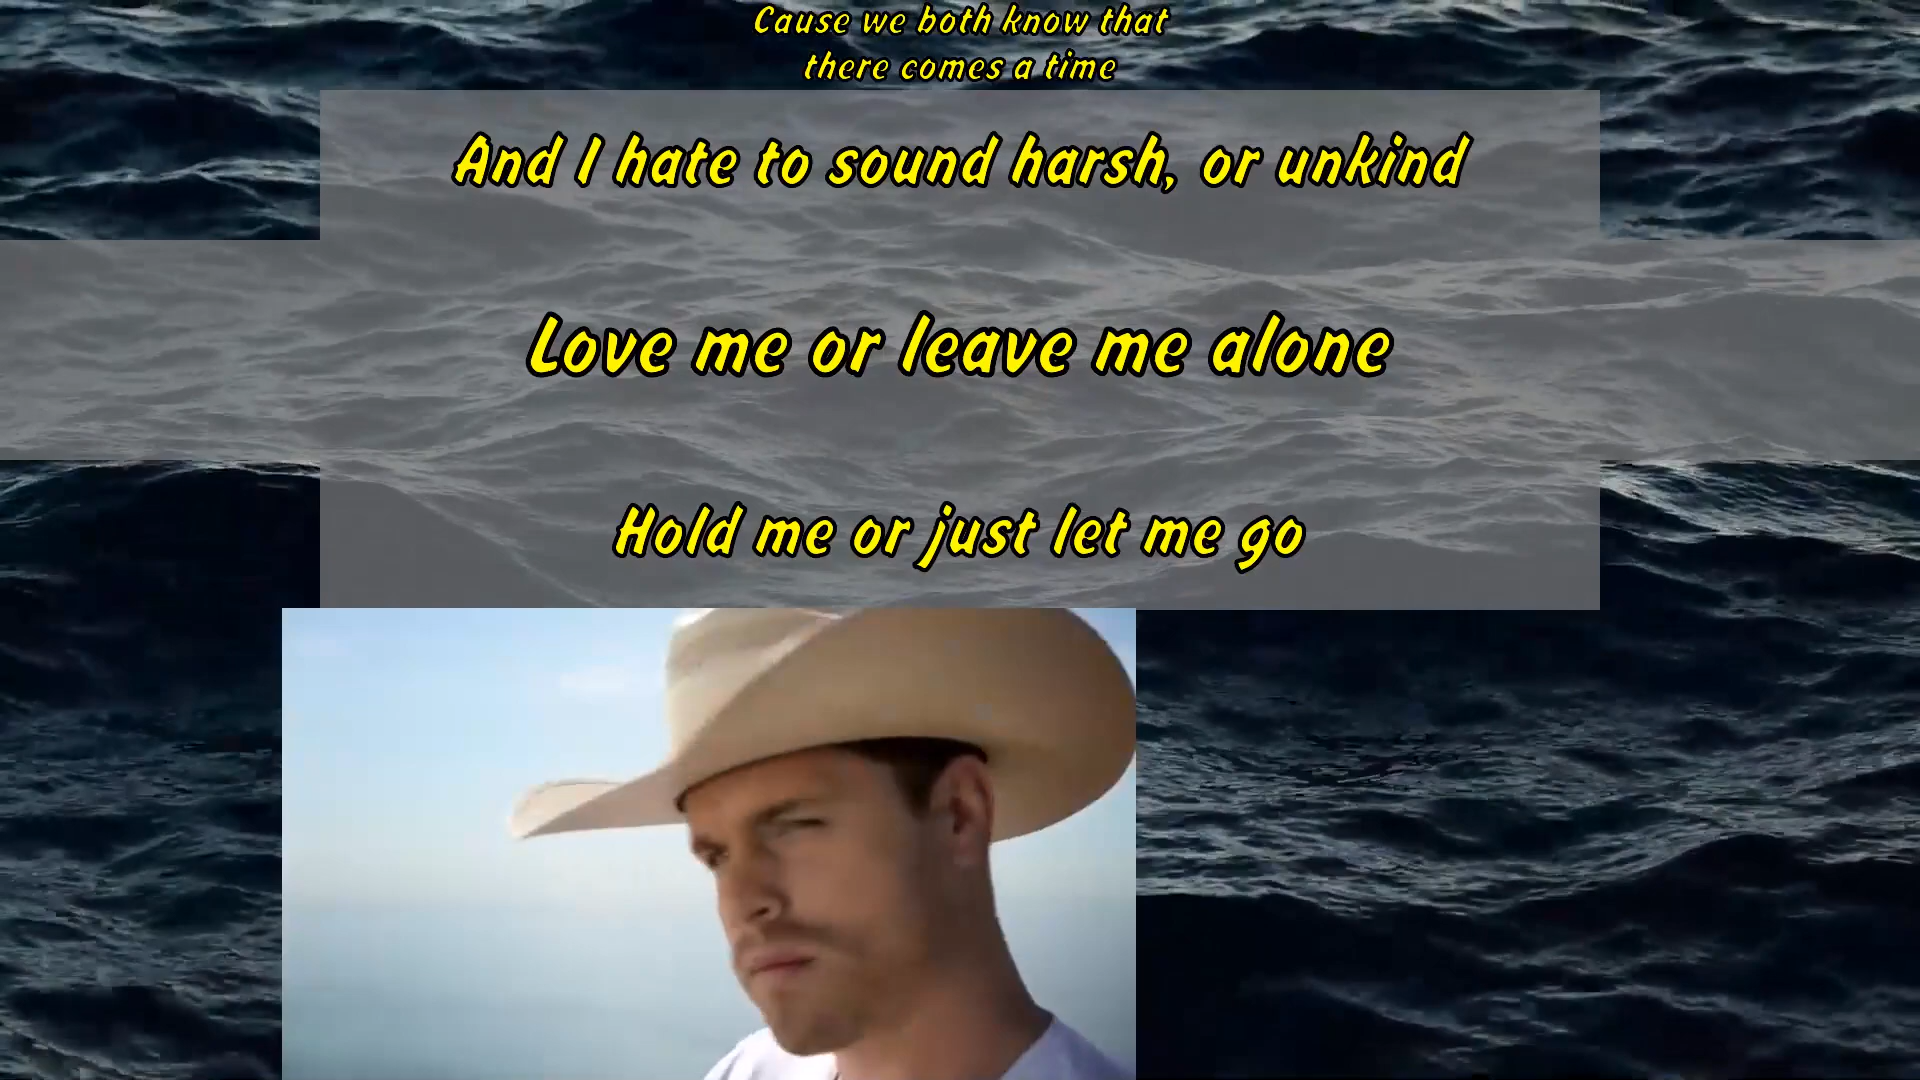 Cause we both know that
there comes a time
And I hate to sound harsh, or unkind
Love me or leave me alone
Hold me or just let me go